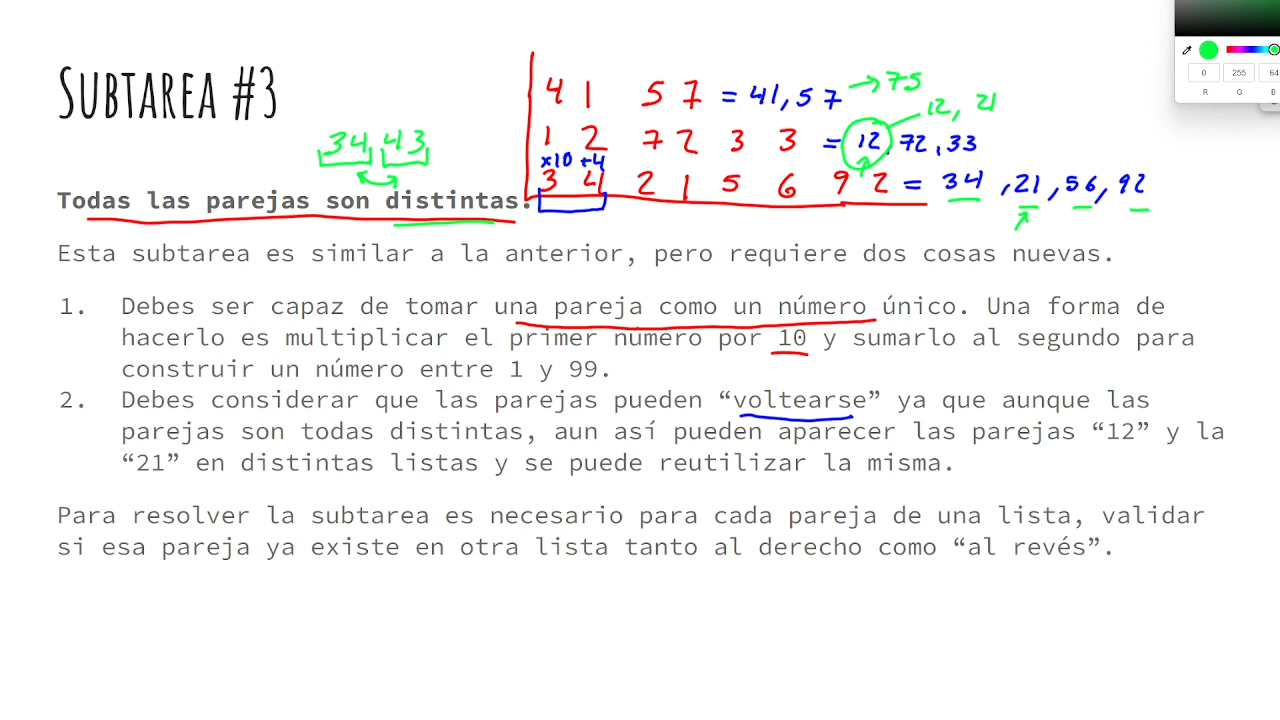 SUBTAREA #3
4 1 5 7 = 41, 57 → 75
12, 21
1 2 7 2 3 3 = 12, 72, 33
34 43
×10 +4
3 4 2 1 5 6 9 2 = 34, 21, 56, 92
Todas las parejas son distintas.
Esta subtarea es similar a la anterior, pero requiere dos cosas nuevas.
1. Debes ser capaz de tomar una pareja como un número único. Una forma de
hacerlo es multiplicar el primer número por 10 y sumarlo al segundo para
construir un número entre 1 y 99.
2. Debes considerar que las parejas pueden “voltearse” ya que aunque las
parejas son todas distintas, aun así pueden aparecer las parejas “12” y la
“21” en distintas listas y se puede reutilizar la misma.
Para resolver la subtarea es necesario para cada pareja de una lista, validar
si esa pareja ya existe en otra lista tanto al derecho como “al revés”.
0 255 64
R G B